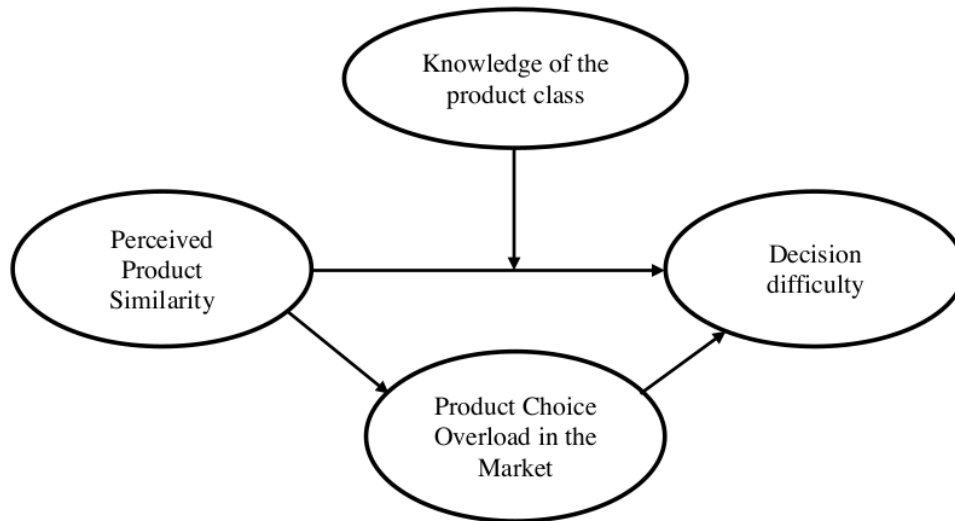 Knowledge of the
product class
Perceived
Product
Similarity
Decision
difficulty
Product Choice
Overload in the
Market